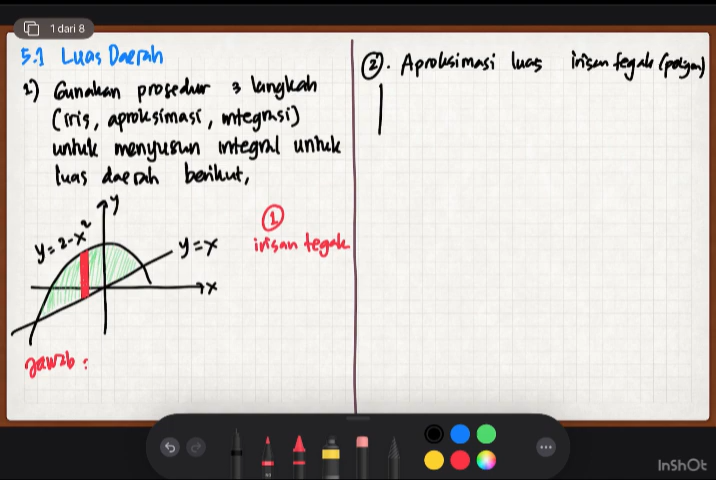 1 dari 8
5.1 Luas Daerah
1) Gunakan prosedur 3 langkah
(iris, aproksimasi, integrasi)
untuk menyusun integral untuk
luas daerah berikut,
y
y = 2-x²
y = x
x
①
irisan tegak
Jawab :
②. Aproksimasi luas irisan tegak (polygon)
InShOt